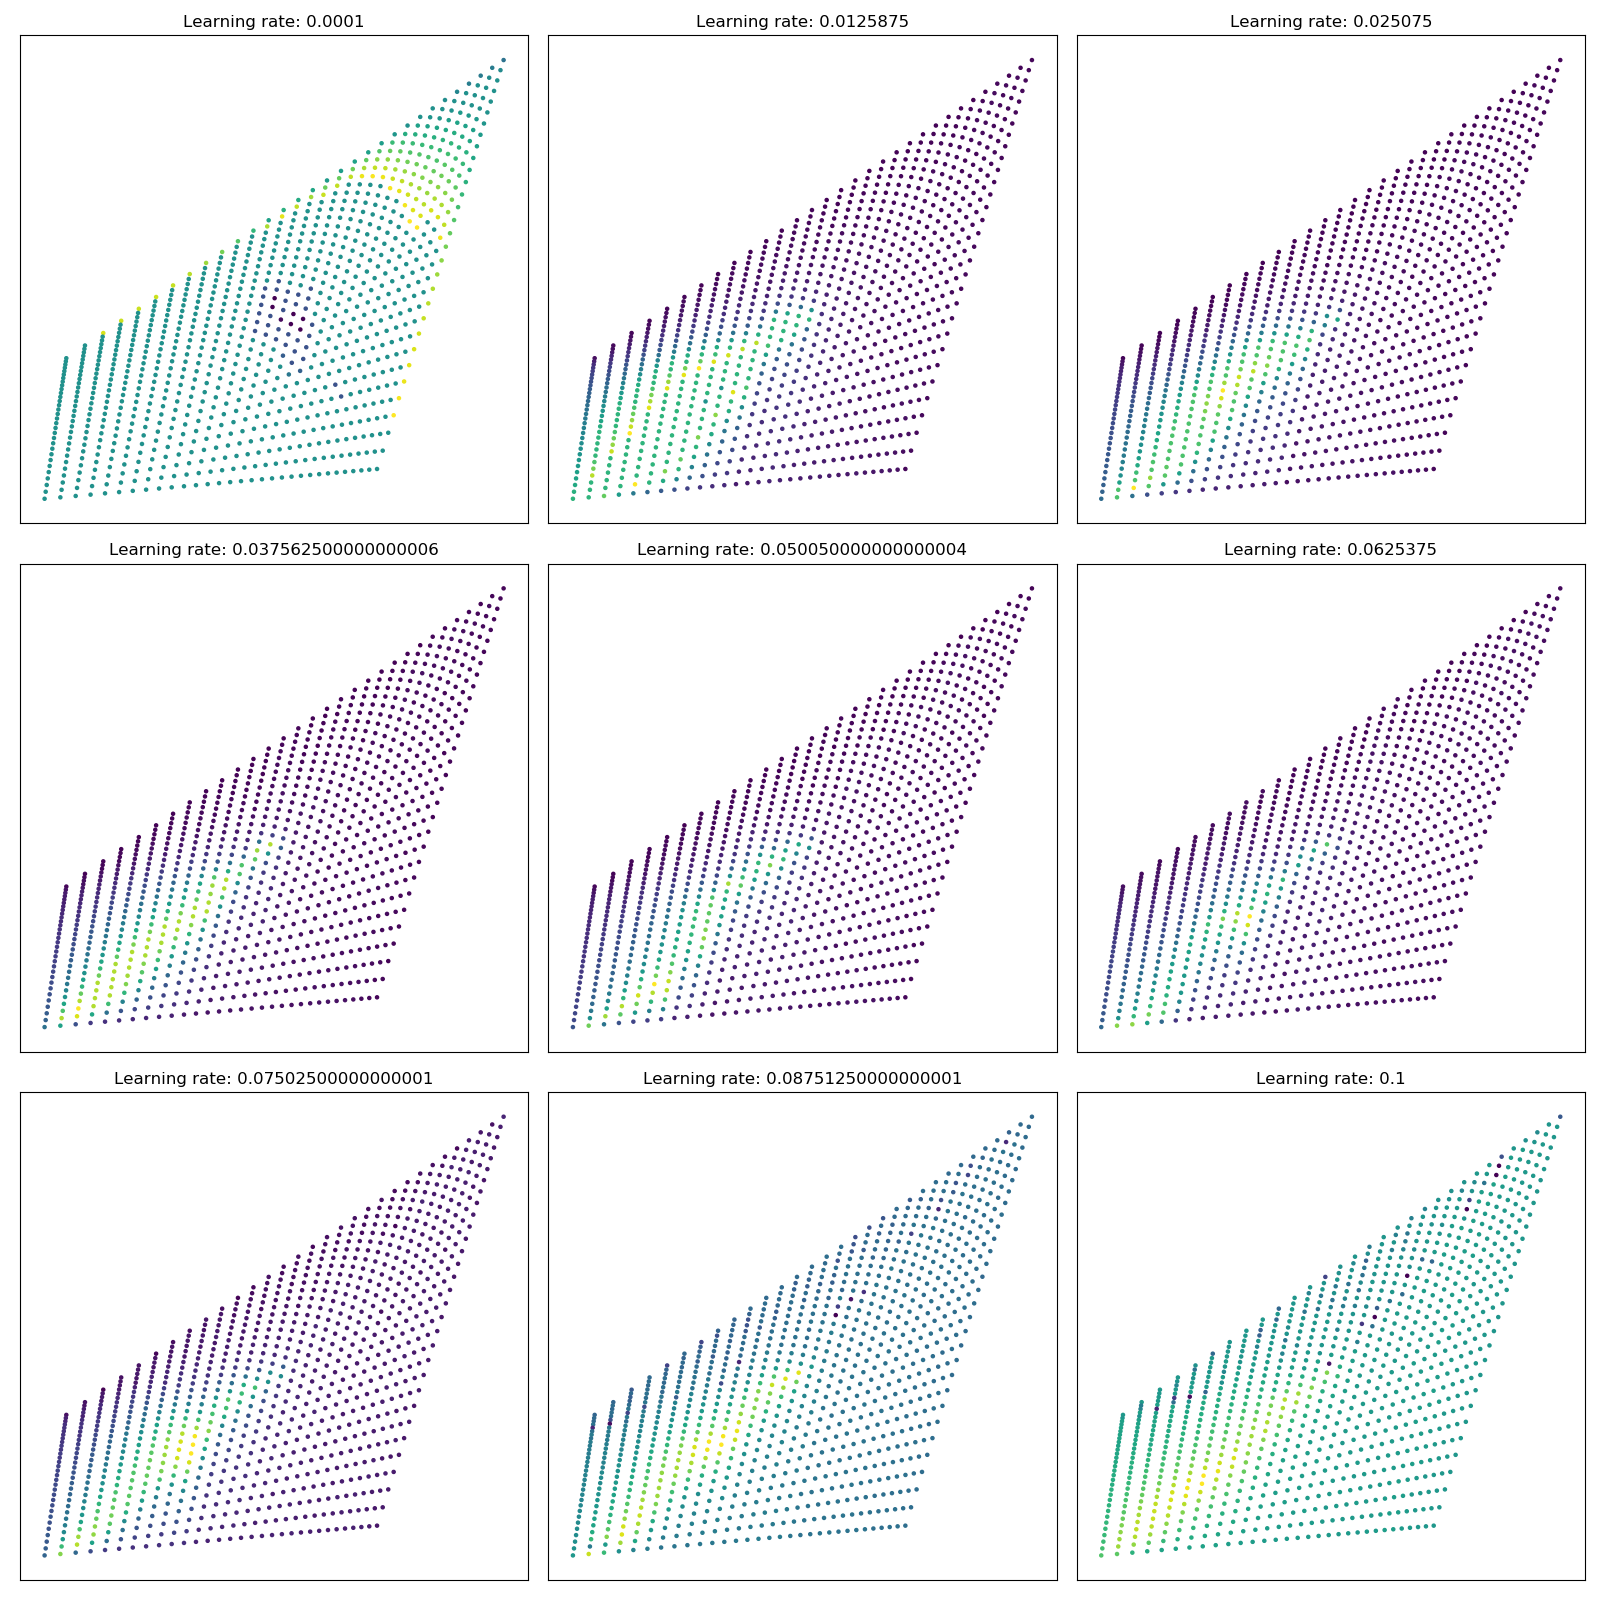 Learning rate: 0.0001
Learning rate: 0.0125875
Learning rate: 0.025075
Learning rate: 0.037562500000000006
Learning rate: 0.050050000000000004
Learning rate: 0.0625375
Learning rate: 0.07502500000000001
Learning rate: 0.08751250000000001
Learning rate: 0.1